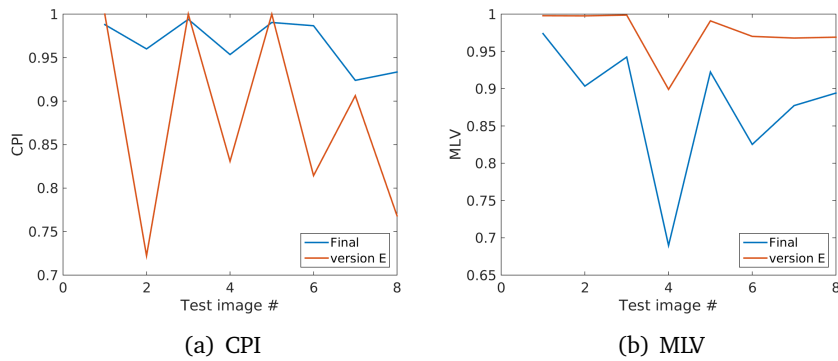 1
0.95
0.9
0.85
0.8
0.75
0.7
CPI
0 2 4 6 8
Test image #
Final
version E
(a) CPI
1
0.95
0.9
0.85
0.8
0.75
0.7
0.65
MLV
0 2 4 6 8
Test image #
Final
version E
(b) MLV